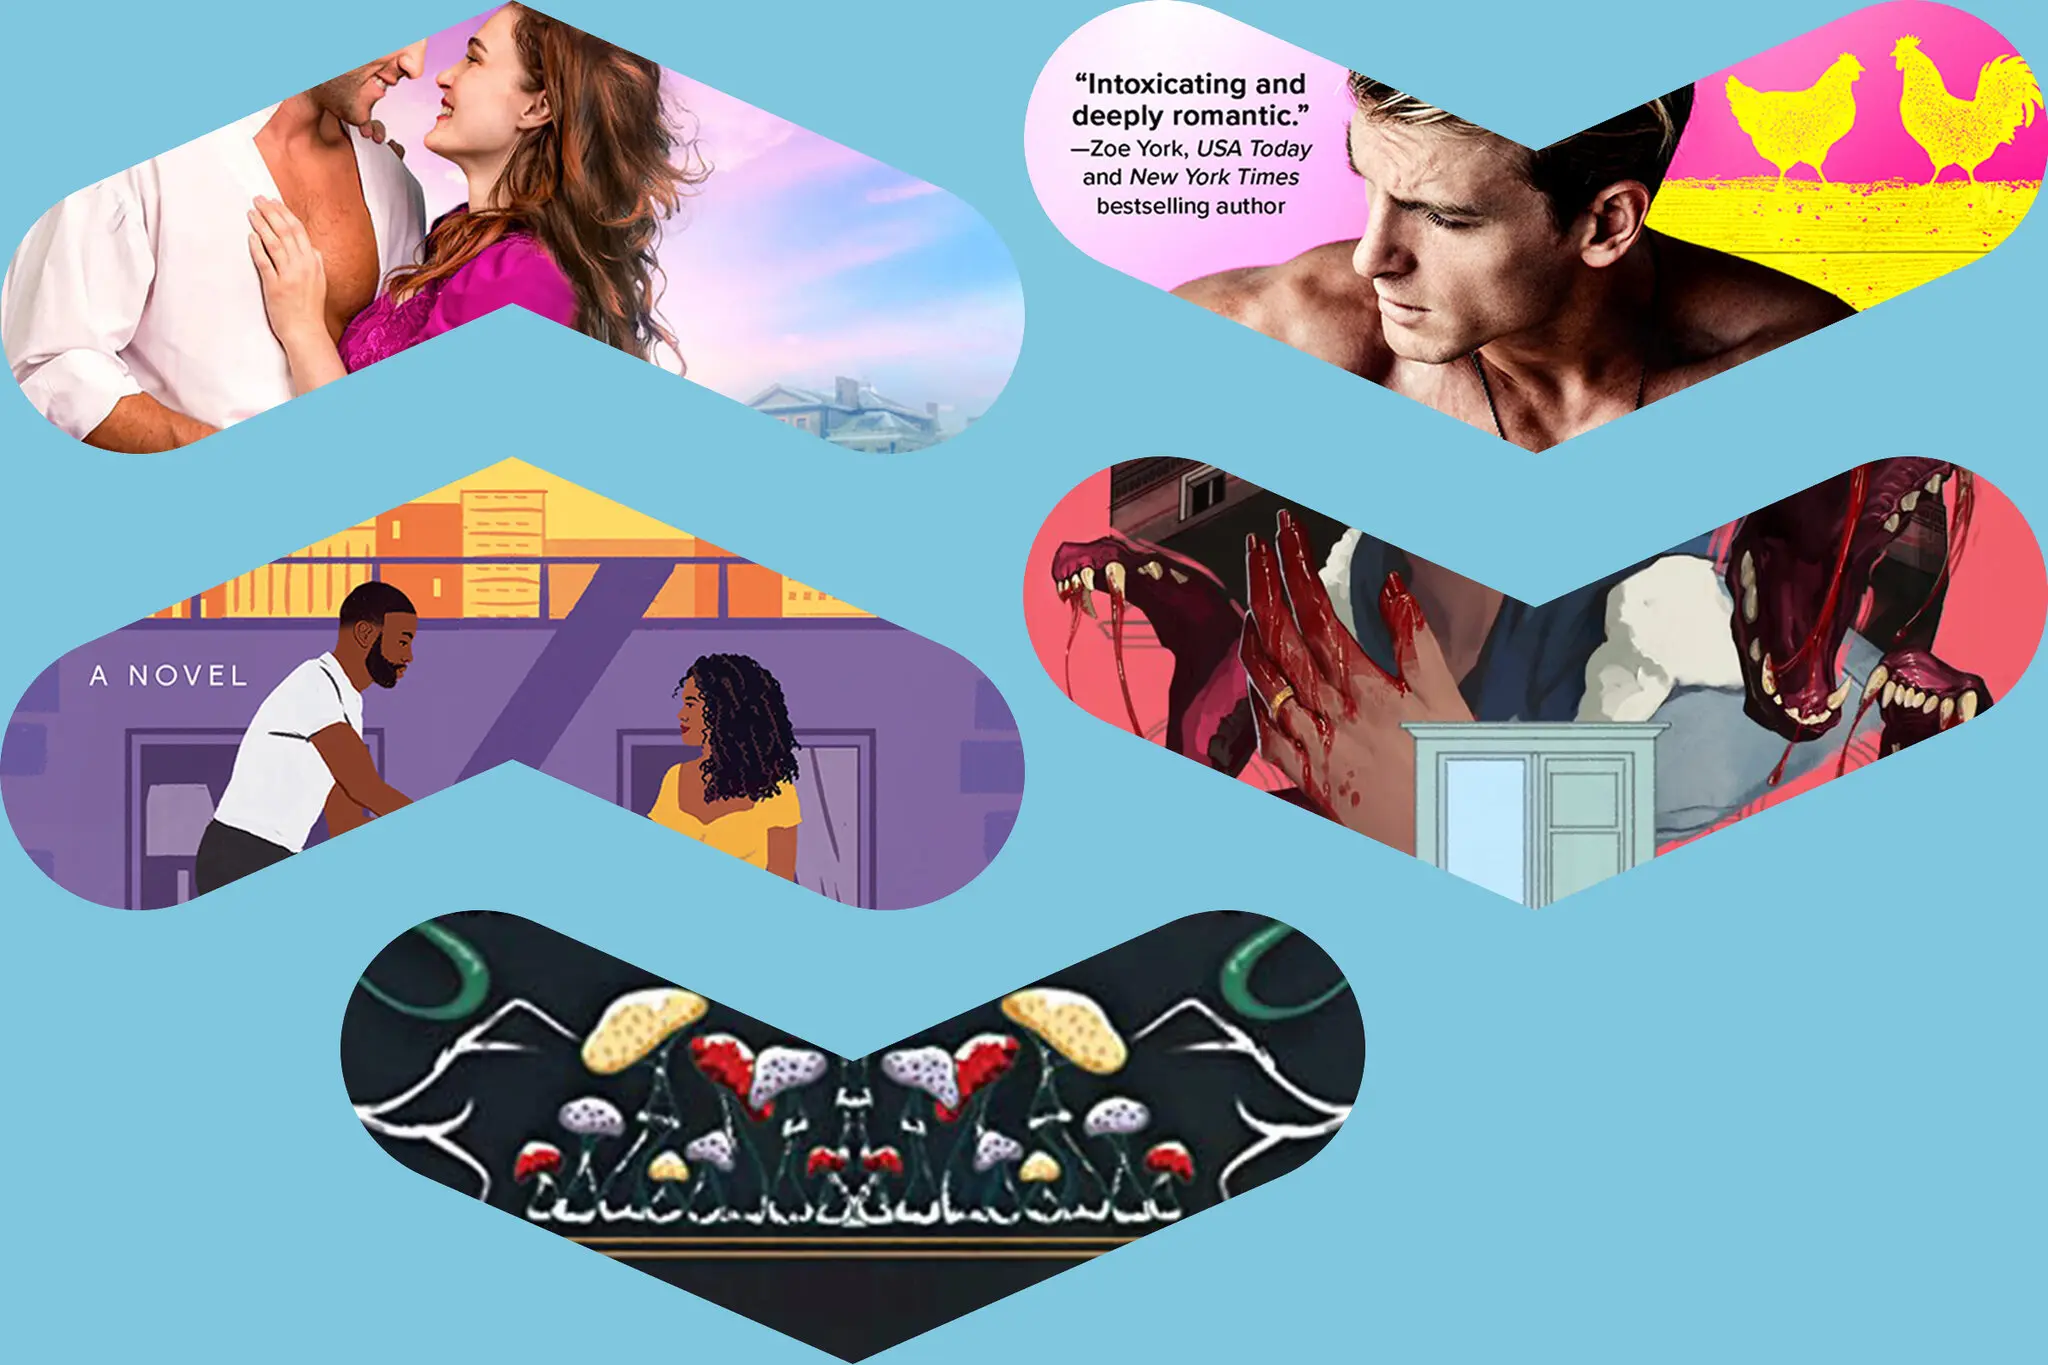 “Intoxicating and
deeply romantic.”
—Zoe York, USA Today
and New York Times
bestselling author
A NOVEL